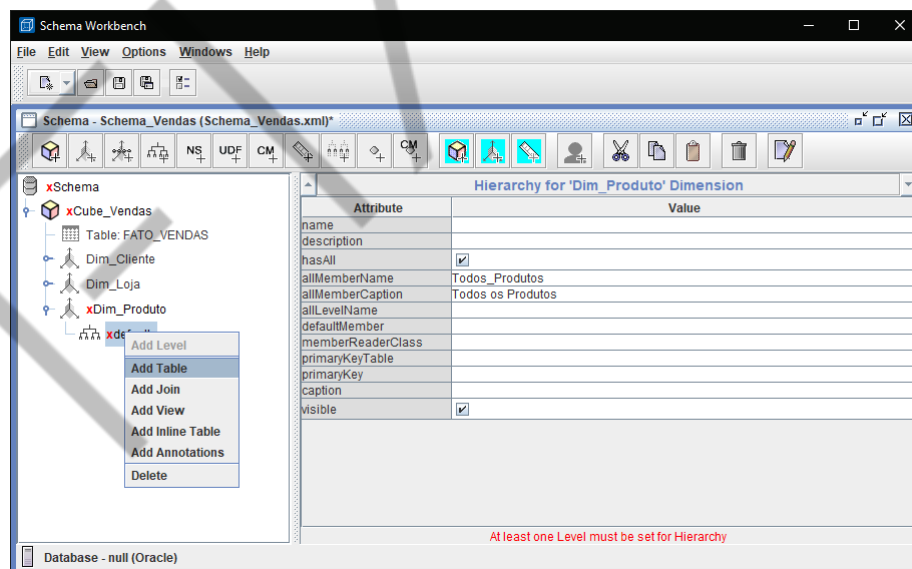 Schema Workbench
File Edit View Options Windows Help
Schema - Schema_Vendas (Schema_Vendas.xml)*
NS UDF CM CM
xSchema
xCube_Vendas
Table: FATO_VENDAS
Dim_Cliente
Dim_Loja
xDim_Produto
Add Level
Add Table
Add Join
Add View
Add Inline Table
Add Annotations
Delete
Hierarchy for 'Dim_Produto' Dimension
Attribute Value
name
description
hasAll
allMemberName Todos_Produtos
allMemberCaption Todos os Produtos
allLevelName
defaultMember
memberReaderClass
primaryKeyTable
primaryKey
caption
visible
At least one Level must be set for Hierarchy
Database - null (Oracle)